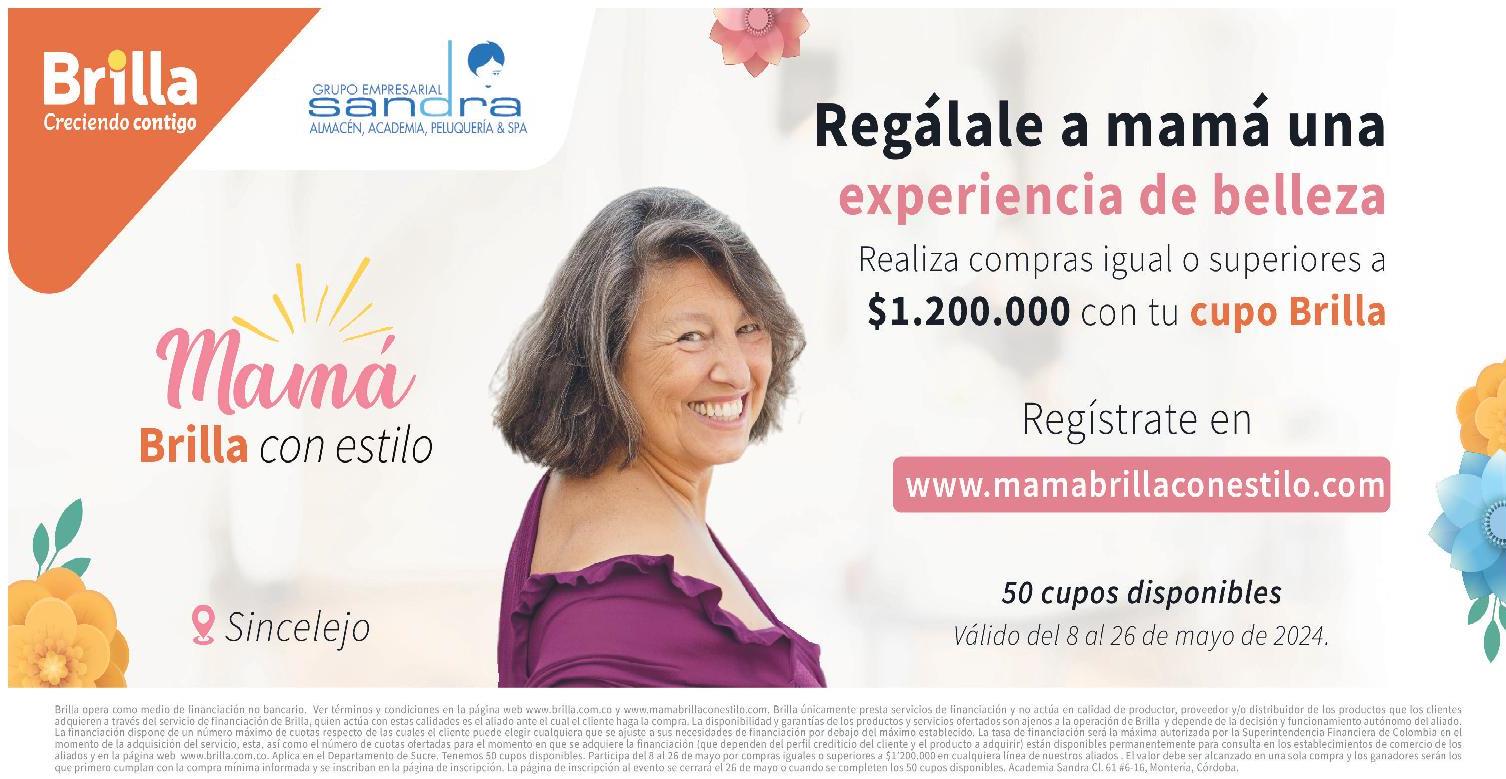 Brilla
Creciendo contigo
GRUPO EMPRESARIAL
sandra
ALMACÉN, ACADEMIA, PELUQUERÍA & SPA
Regálale a mamá una
experiencia de belleza
Realiza compras igual o superiores a
$1.200.000 con tu cupo Brilla
Mamá
Brilla con estilo
Regístrate en
www.mamabrillaconestilo.com
50 cupos disponibles
Válido del 8 al 26 de mayo de 2024.
Sincelejo
Brilla opera como medio de financiación no bancario. Ver términos y condiciones en la página web www.brilla.com.co y www.mamabrillaconestilo.com. Brilla únicamente presta servicios de financiación y no actúa en calidad de productor, proveedor y/o distribuidor de los productos que los clientes
adquieren a través del servicio de financiación de Brilla, quien actúa con estas calidades es el aliado ante el cual el cliente haga la compra. La disponibilidad y garantías de los productos y servicios ofertados son ajenos a la operación de Brilla y depende de la decisión y funcionamiento autónomo del aliado.
La financiación dispone de un número máximo de cuotas respecto de las cuales el cliente puede elegir cualquiera que se ajuste a sus necesidades de financiación por debajo del máximo establecido. La tasa de financiación será la máxima autorizada por la Superintendencia Financiera de Colombia en el
momento de la adquisición del servicio, esta, así como el número de cuotas ofertadas para el momento en que se adquiere la financiación (que dependen del perfil crediticio del cliente y el producto a adquirir) están disponibles permanentemente para consulta en los establecimientos de comercio de los
aliados y en la página web www.brilla.com.co. Aplica en el Departamento de Sucre. Tenemos 50 cupos disponibles. Participa del 8 al 26 de mayo por compras iguales o superiores a $1'200.000 en cualquiera línea de nuestros aliados . El valor debe ser alcanzado en una sola compra y los ganadores serán los
que primero cumplan con la compra mínima informada y se inscriban en la página de inscripción. La página de inscripción al evento se cerrará el 26 de mayo o cuando se completen los 50 cupos disponibles. Academia Sandra Cl. 61 #6-16, Montería, Córdoba.